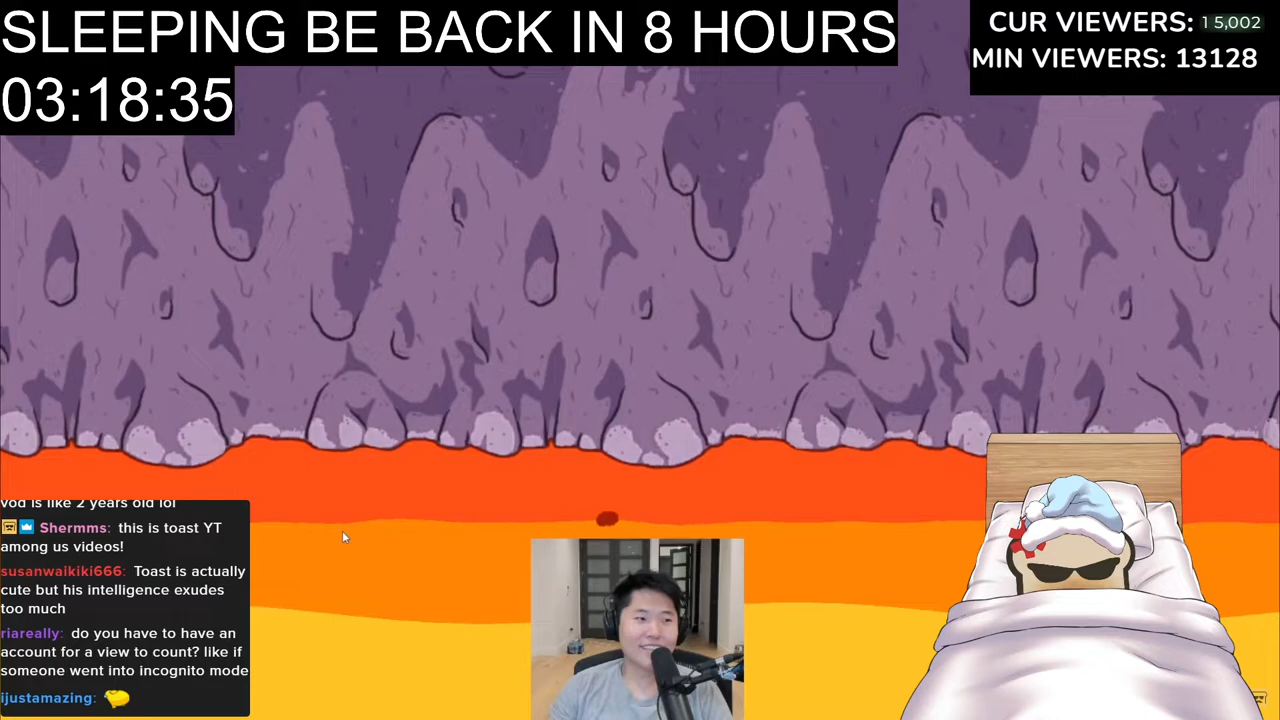 SLEEPING BE BACK IN 8 HOURS
03:18:35
CUR VIEWERS: 15,002
MIN VIEWERS: 13128
vod is like 2 years old lol
Shermms: this is toast YT
among us videos!
susanwaikiki666: Toast is actually
cute but his intelligence exudes
too much
riareally: do you have to have an
account for a view to count? like if
someone went into incognito mode
ijustamazing: